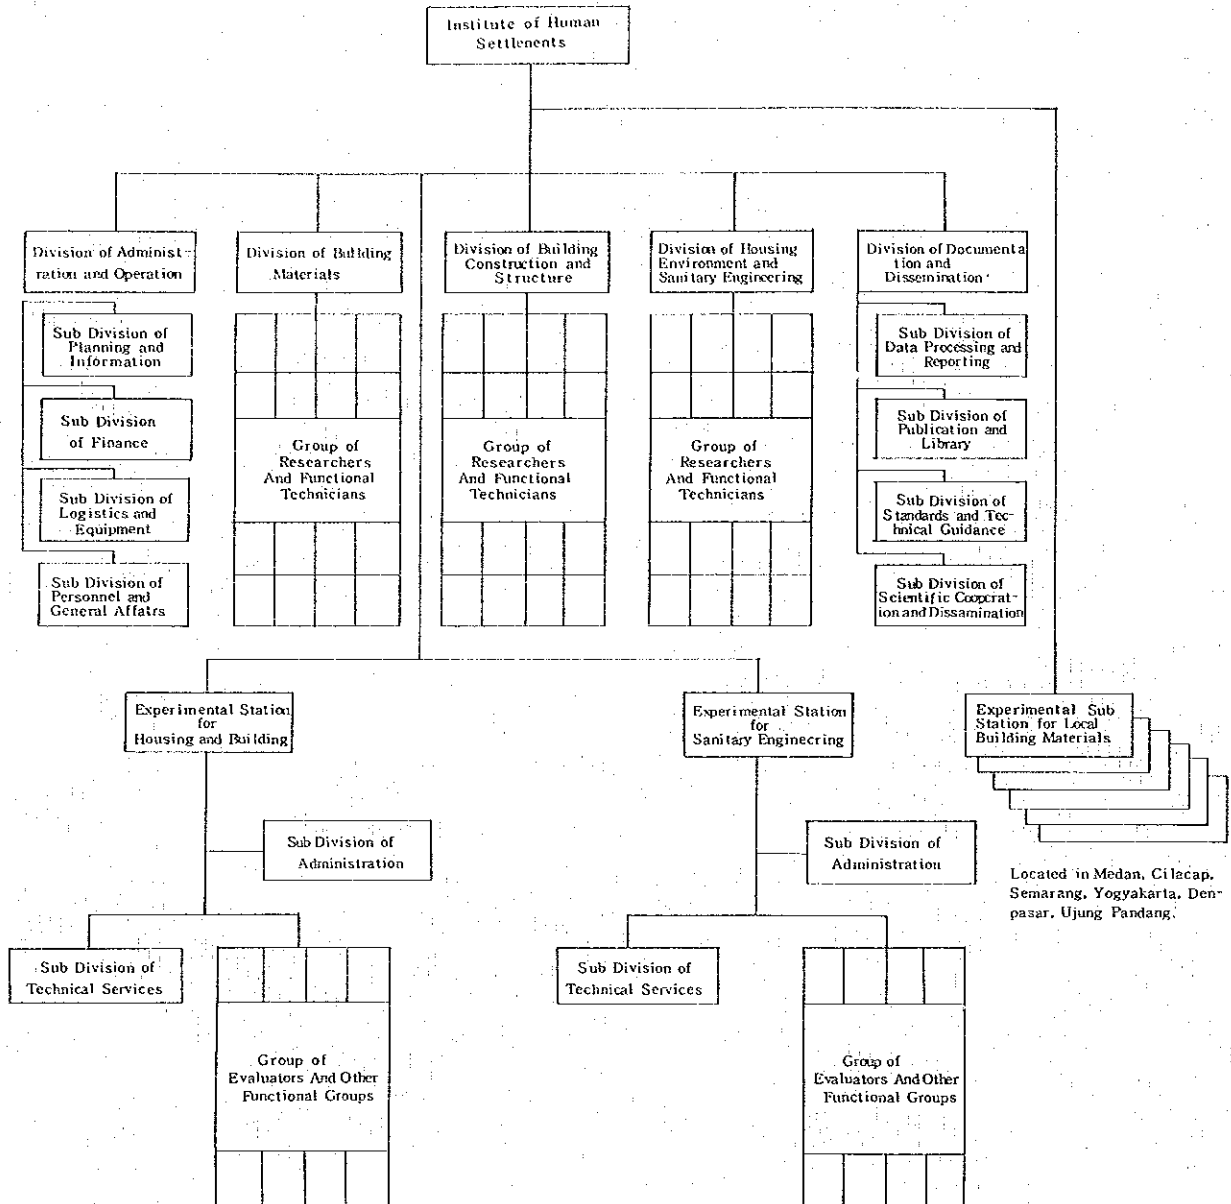 Institute of Human
Settlements
Division of Administ-
ration and Operation
Division of Building
Materials
Division of Building
Construction and
Structure
Division of Housing
Environment and
Sanitary Engineering
Division of Documenta
tion and
Dissemination
Sub Division of
Planning and
Information
Sub Division
of Finance
Sub Division of
Logistics and
Equipment
Sub Division of
Personnel and
General Affairs
Group of
Researchers
And Functional
Technicians
Group of
Researchers
And Functional
Technicians
Group of
Researchers
And Functional
Technicians
Sub Division of
Data Processing and
Reporting
Sub Division of
Publication and
Library
Sub Division of
Standards and Tec-
hnical Guidance
Sub Division of
Scientific Cooperat-
ion and Dissamination
Experimental Station
for
Housing and Building
Experimental Station
for
Sanitary Engineering
Experimental Sub
Station for Local
Building Materials
Sub Division of
Administration
Sub Division of
Administration
Located in Medan, Cilacap,
Semarang, Yogyakarta, Den-
pasar, Ujung Pandang.
Sub Division of
Technical Services
Group of
Evaluators And Other
Functional Groups
Sub Division of
Technical Services
Group of
Evaluators And Other
Functional Groups